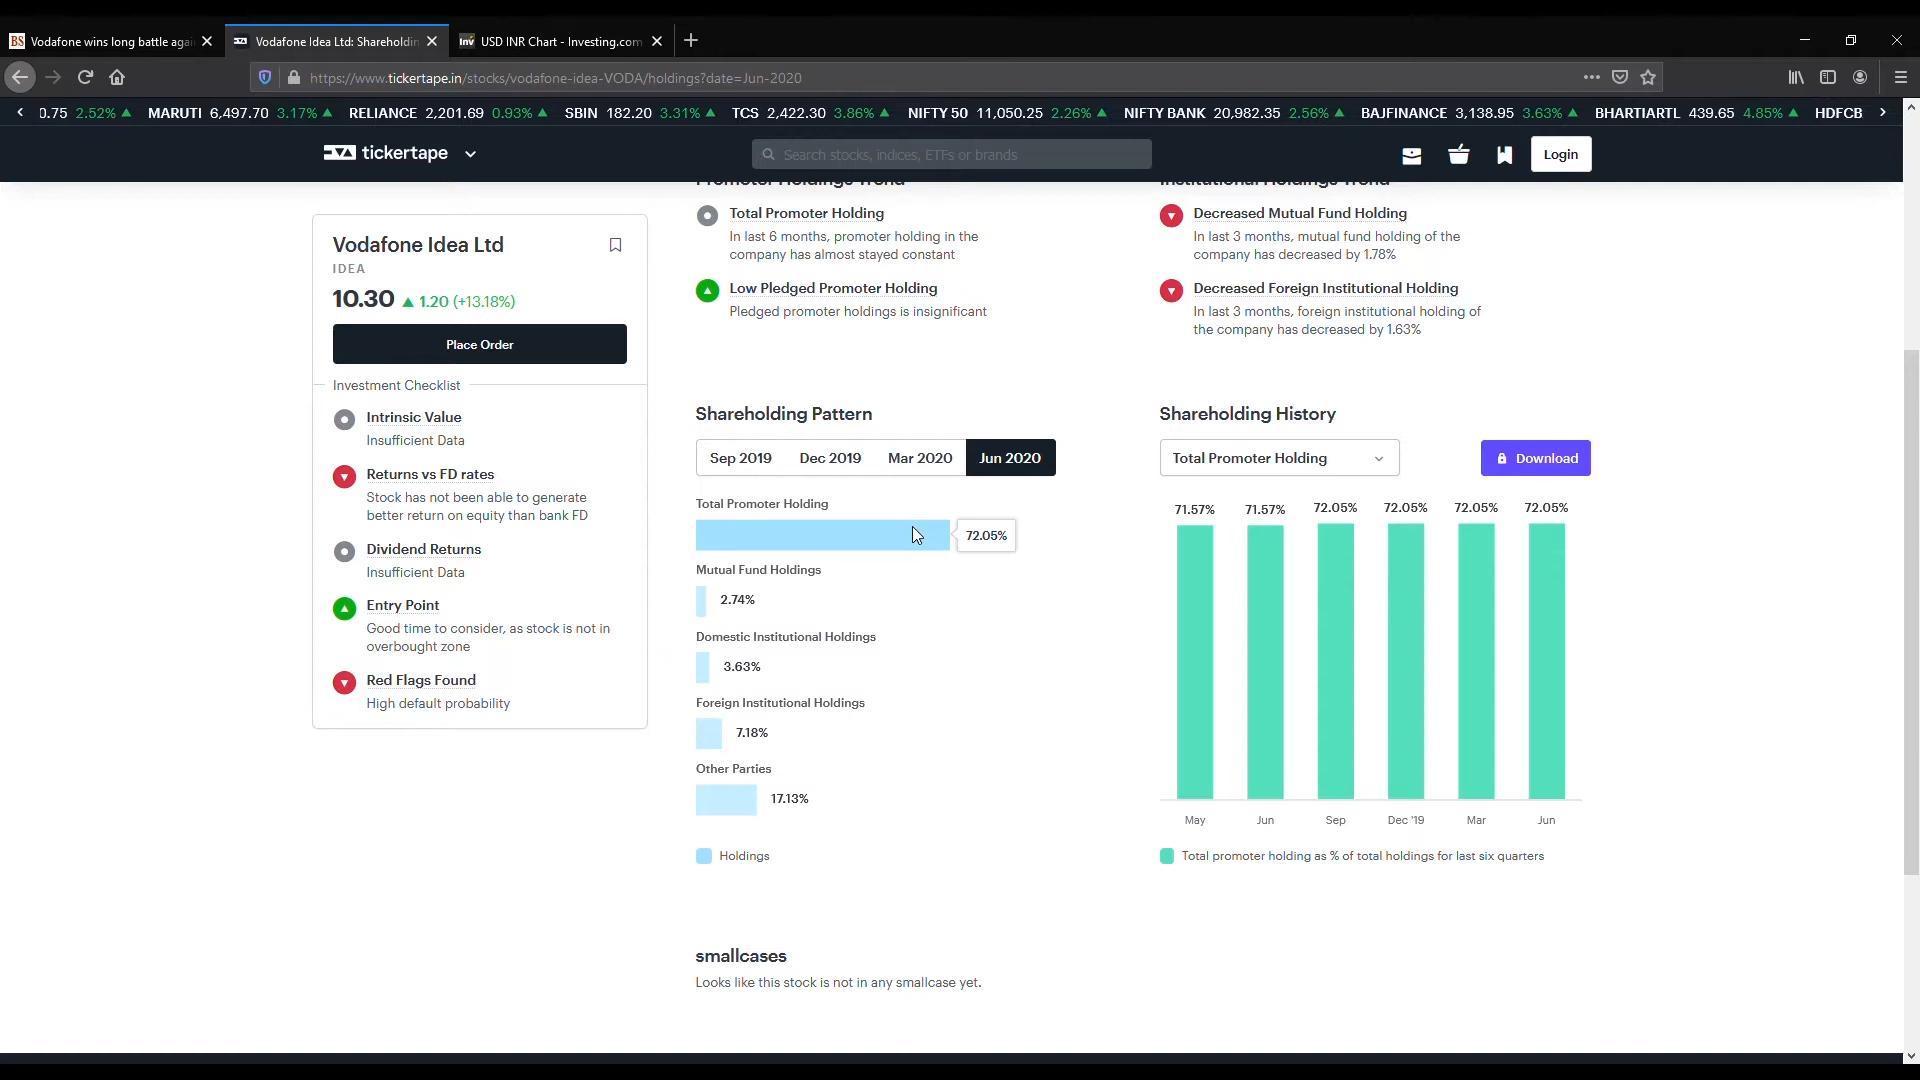 BS Vodafone wins long battle agai
Vodafone Idea Ltd: Shareholdin
Inv USD INR Chart - Investing.com
https://www.tickertape.in/stocks/vodafone-idea-VODA/holdings?date=Jun-2020
0.75 2.52% MARUTI 6,497.70 3.17% RELIANCE 2,201.69 0.93% SBIN 182.20 3.31% TCS 2,422.30 3.86% NIFTY 50 11,050.25 2.26% NIFTY BANK 20,982.35 2.56% BAJFINANCE 3,138.95 3.63% BHARTIARTL 439.65 4.85% HDFCB
tickertape
Search stocks, indices, ETFs or brands
Login
Vodafone Idea Ltd
IDEA
10.30 1.20 (+13.18%)
Place Order
Investment Checklist
Intrinsic Value
Insufficient Data
Returns vs FD rates
Stock has not been able to generate
better return on equity than bank FD
Dividend Returns
Insufficient Data
Entry Point
Good time to consider, as stock is not in
overbought zone
Red Flags Found
High default probability
Promoter Holdings Trend
Total Promoter Holding
In last 6 months, promoter holding in the
company has almost stayed constant
Low Pledged Promoter Holding
Pledged promoter holdings is insignificant
Institutional Holdings Trend
Decreased Mutual Fund Holding
In last 3 months, mutual fund holding of the
company has decreased by 1.78%
Decreased Foreign Institutional Holding
In last 3 months, foreign institutional holding of
the company has decreased by 1.63%
Shareholding Pattern
Sep 2019 Dec 2019 Mar 2020 Jun 2020
Total Promoter Holding
72.05%
Mutual Fund Holdings
2.74%
Domestic Institutional Holdings
3.63%
Foreign Institutional Holdings
7.18%
Other Parties
17.13%
Holdings
Shareholding History
Total Promoter Holding
Download
71.57% 71.57% 72.05% 72.05% 72.05% 72.05%
May Jun Sep Dec '19 Mar Jun
Total promoter holding as % of total holdings for last six quarters
smallcases
Looks like this stock is not in any smallcase yet.